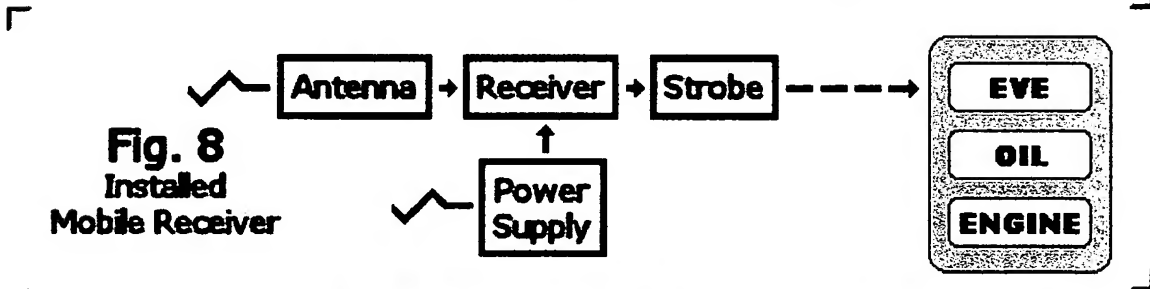 Antenna
Receiver
Strobe
EVE
OIL
ENGINE
Fig. 8
Installed
Mobile Receiver
Power
Supply